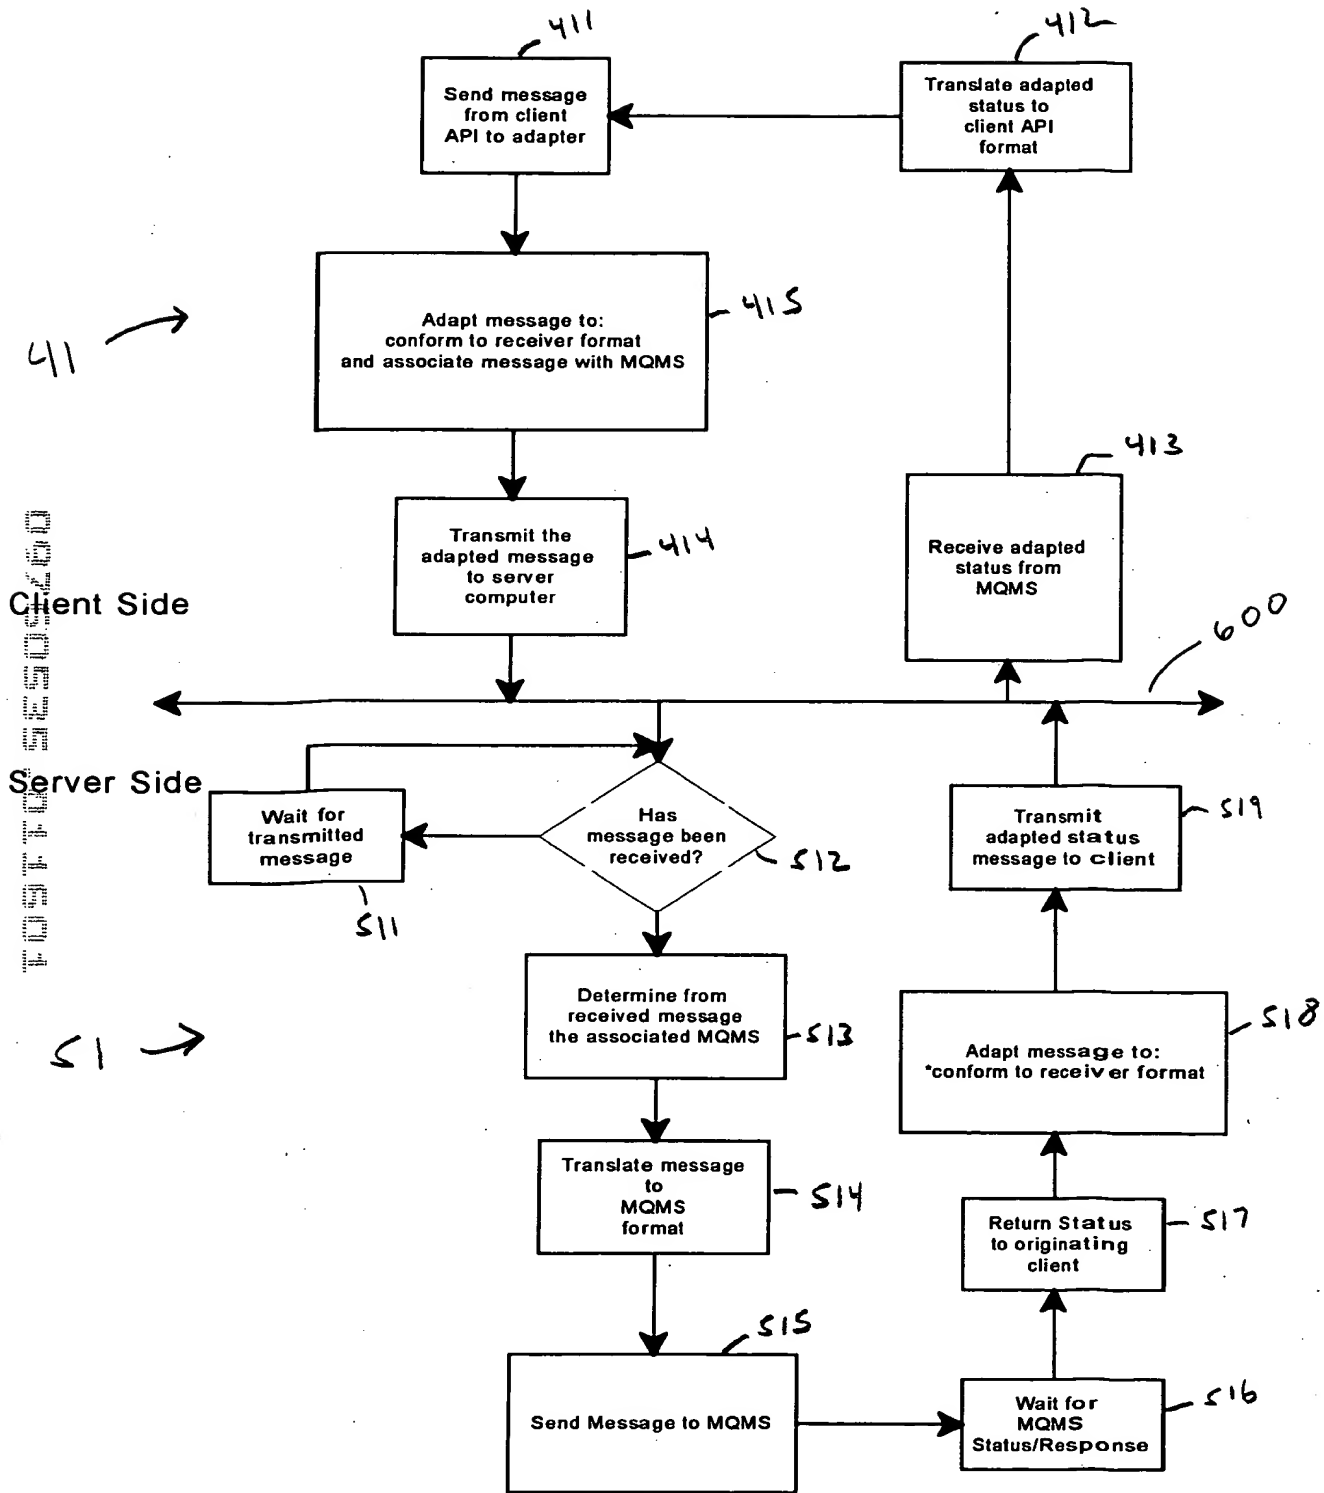 411
412
Send message
from client
API to adapter
Translate adapted
status to
client API
format
41
415
Adapt message to:
conform to receiver format
and associate message with MQMS
413
Transmit the
adapted message
to server
computer
414
Receive adapted
status from
MQMS
Client Side
600
Server Side
Wait for
transmitted
message
511
Has
message been
received?
512
Transmit
adapted status
message to client
519
51
Determine from
received message
the associated MQMS
513
Adapt message to:
*conform to receiver format
518
Translate message
to
MQMS
format
514
Return Status
to originating
client
517
515
Send Message to MQMS
Wait for
MQMS
Status/Response
516